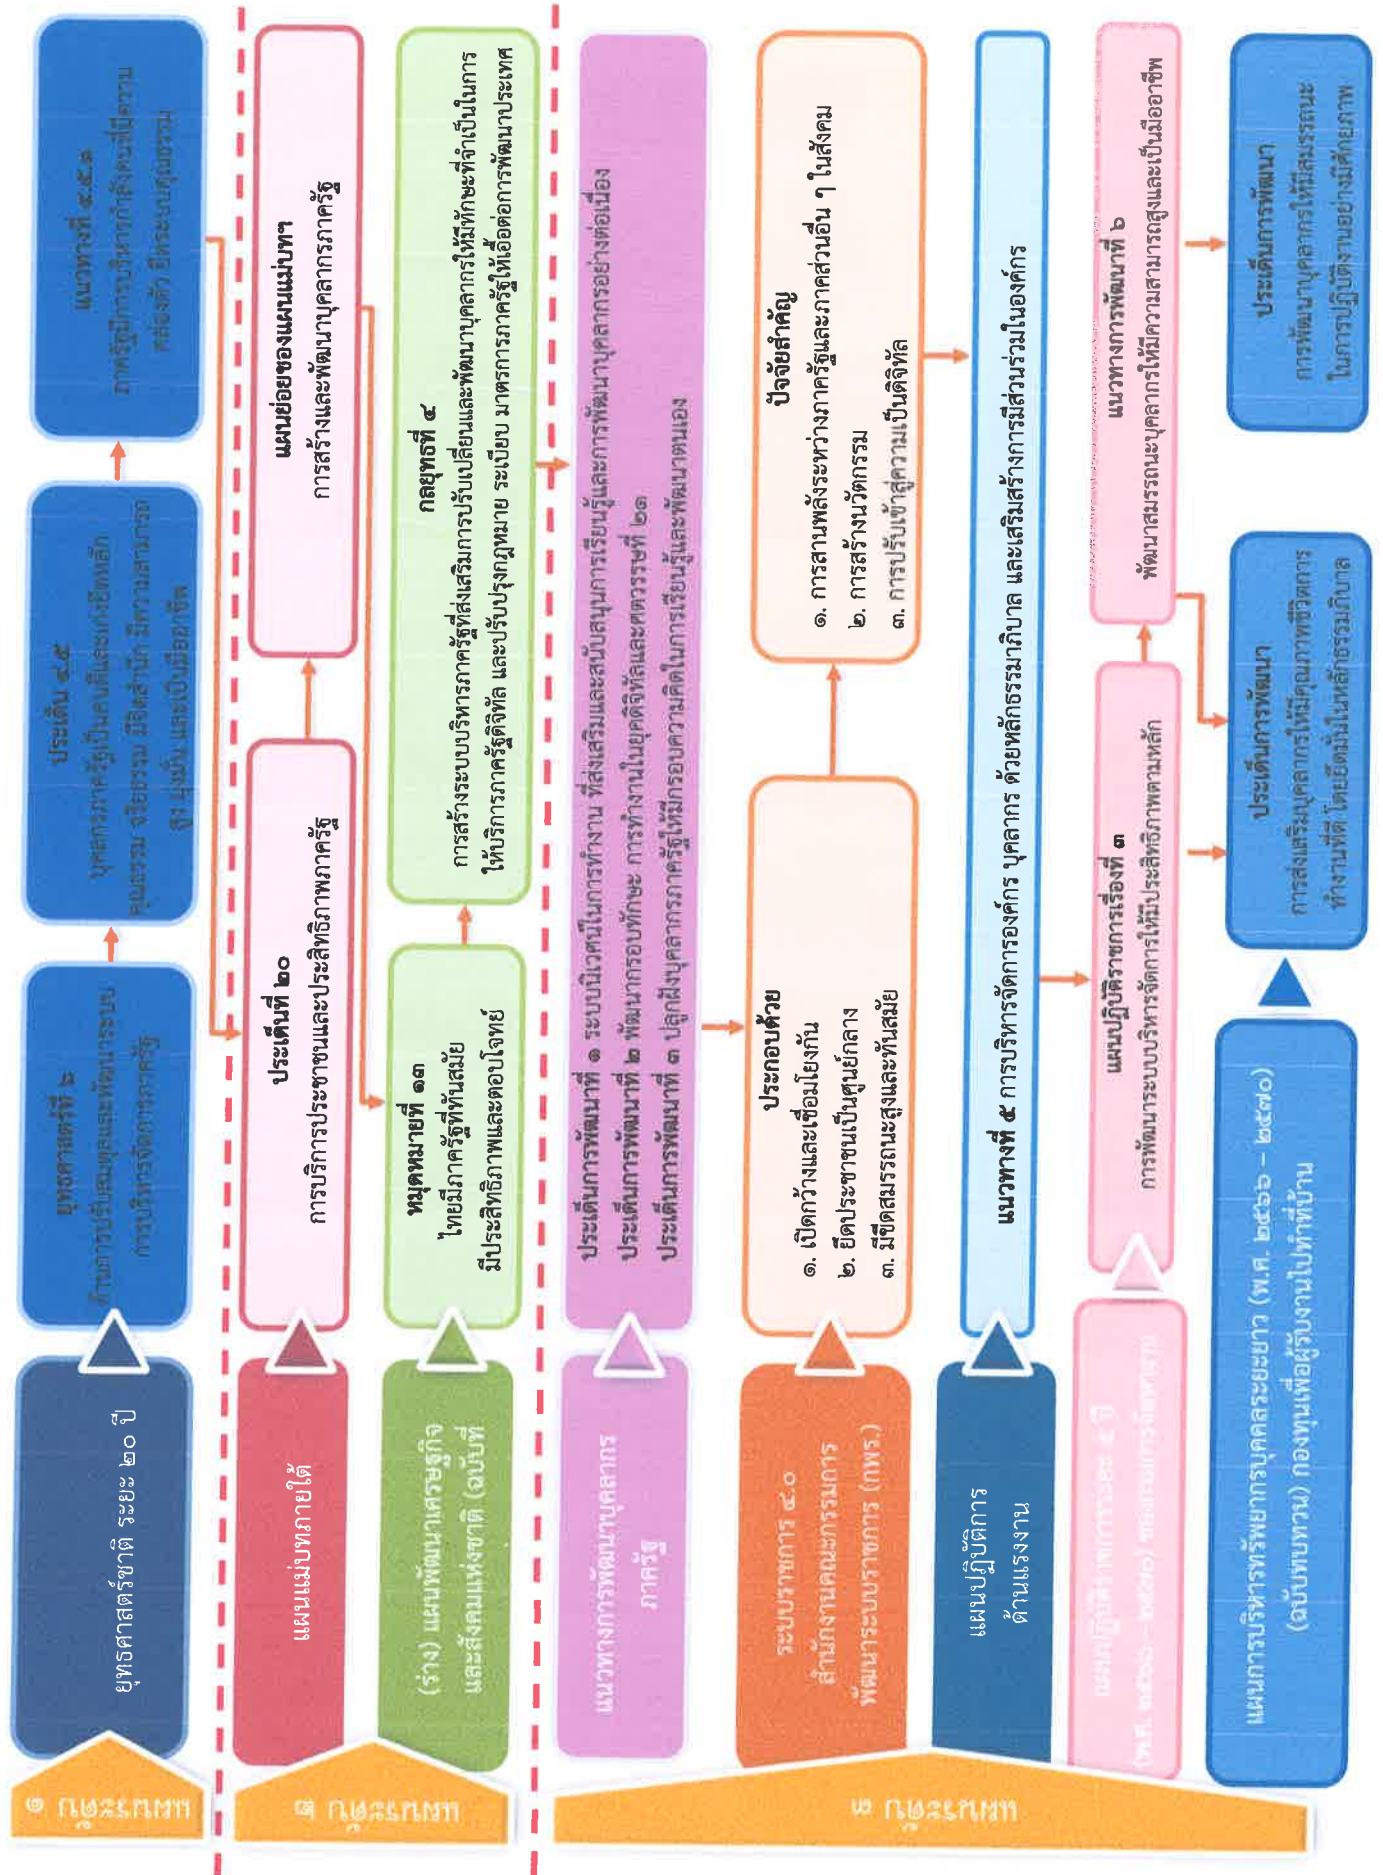 แผนระดับ ๑
ยุทธศาสตร์ชาติ ระยะ ๒๐ ปี
ยุทธศาสตร์ที่ ๖
ด้านการปรับสมดุลและพัฒนาระบบ
การบริหารจัดการภาครัฐ
ประเด็น ๔.๕
บุคลากรภาครัฐเป็นคนดีและเก่งยึดหลัก
คุณธรรม จริยธรรม มีจิตสำนึก มีความสามารถ
สูง มุ่งมั่น และเป็นมืออาชีพ
แนวทางที่ ๔.๕.๑
ภาครัฐมีการบริหารกำลังคนที่มีความ
คล่องตัว ยึดระบบคุณธรรม
แผนระดับ ๒
แผนแม่บทภายใต้
ประเด็นที่ ๒๐
การบริการประชาชนและประสิทธิภาพภาครัฐ
แผนย่อยของแผนแม่บทฯ
การสร้างและพัฒนาบุคลากรภาครัฐ
(ร่าง) แผนพัฒนาเศรษฐกิจ
และสังคมแห่งชาติ (ฉบับที่
หมุดหมายที่ ๑๓
ไทยมีภาครัฐที่ทันสมัย
มีประสิทธิภาพและตอบโจทย์
กลยุทธที่ ๔
การสร้างระบบบริหารภาครัฐที่ส่งเสริมการปรับเปลี่ยนและพัฒนาบุคลากรให้มีทักษะที่จำเป็นในการ
ให้บริการภาครัฐดิจิทัล และปรับปรุงกฎหมาย ระเบียบ มาตรการภาครัฐให้เอื้อต่อการพัฒนาประเทศ
แผนระดับ ๓
แนวทางการพัฒนาบุคลากร
ภาครัฐ
ประเด็นการพัฒนาที่ ๑ ระบบนิเวศน์ในการทำงาน ที่ส่งเสริมและสนับสนุนการเรียนรู้และการพัฒนาบุคลากรอย่างต่อเนื่อง
ประเด็นการพัฒนาที่ ๒ พัฒนากรอบทักษะ การทำงานในยุคดิจิทัลและศตวรรษที่ ๒๑
ประเด็นการพัฒนาที่ ๓ ปลูกฝังบุคลากรภาครัฐให้มีกรอบความคิดในการเรียนรู้และพัฒนาตนเอง
ระบบราชการ ๔.๐
สำนักงานคณะกรรมการ
พัฒนาระบบราชการ (กพร.)
ประกอบด้วย
๑. เปิดกว้างและเชื่อมโยงกัน
๒. ยึดประชาชนเป็นศูนย์กลาง
๓. มีขีดสมรรถนะสูงและทันสมัย
ปัจจัยสำคัญ
๑. การสานพลังระหว่างภาครัฐและภาคส่วนอื่น ๆ ในสังคม
๒. การสร้างนวัตกรรม
๓. การปรับเข้าสู่ความเป็นดิจิทัล
แผนปฏิบัติการ
ด้านแรงงาน
แนวทางที่ ๕ การบริหารจัดการองค์กร บุคลากร ด้วยหลักธรรมาภิบาล และเสริมสร้างการมีส่วนร่วมในองค์กร
แผนปฏิบัติราชการระยะ ๕ ปี
(พ.ศ. ๒๕๖๖ – ๒๕๗๐) ของกรมการจัดหางาน
แผนปฏิบัติราชการเรื่องที่ ๓
การพัฒนาระบบบริหารจัดการให้มีประสิทธิภาพตามหลัก
แนวทางการพัฒนาที่ ๖
พัฒนาสมรรถนะบุคลากรให้มีความสามารถสูงและเป็นมืออาชีพ
แผนการบริหารทรัพยากรบุคคลระยะยาว (พ.ศ. ๒๕๖๖ – ๒๕๗๐)
(ฉบับทบทวน) กองทุนเพื่อผู้รับงานไปทำที่บ้าน
ประเด็นการพัฒนา
การส่งเสริมบุคลากรให้มีคุณภาพชีวิตการ
ทำงานที่ดี โดยยึดมั่นในหลักธรรมาภิบาล
ประเด็นการพัฒนา
การพัฒนาบุคลากรให้มีสมรรถนะ
ในการปฏิบัติงานอย่างมีศักยภาพ